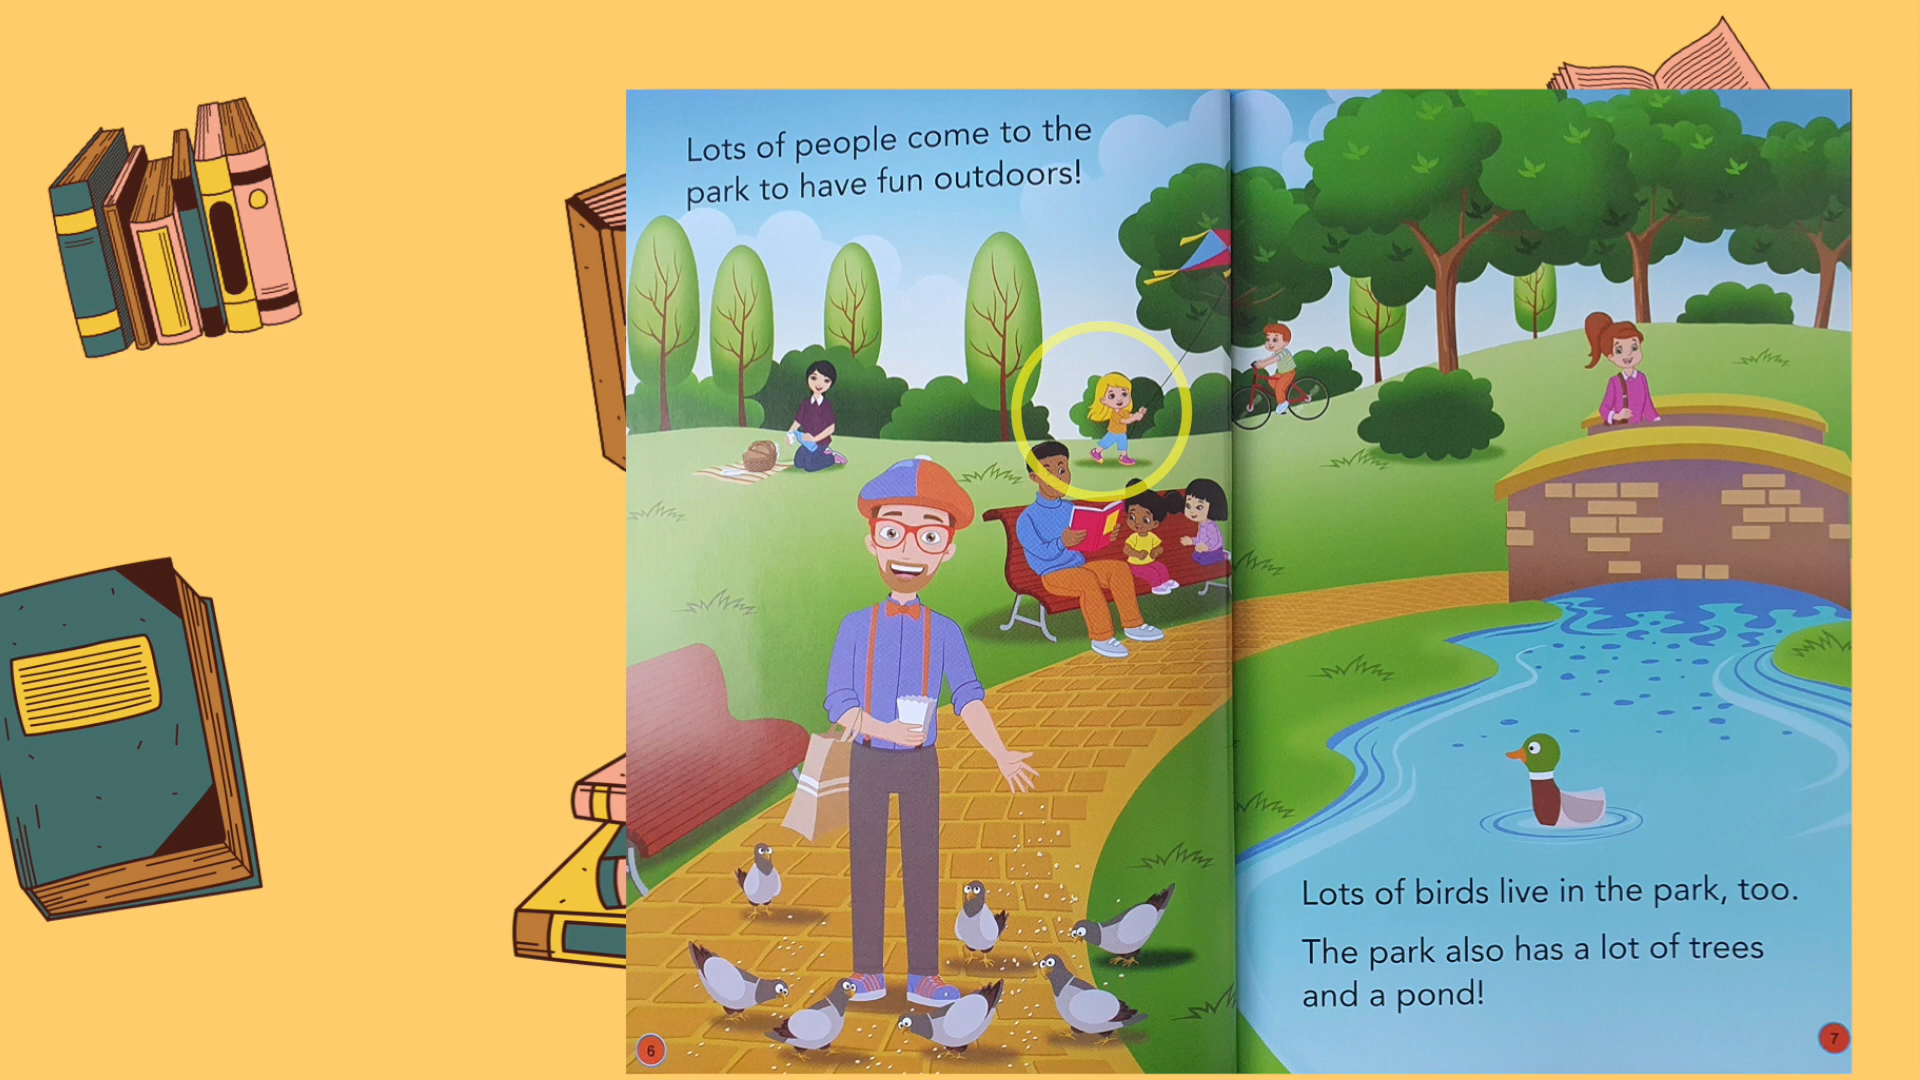 Lots of people come to the
park to have fun outdoors!
Lots of birds live in the park, too.
The park also has a lot of trees
and a pond!
6
7